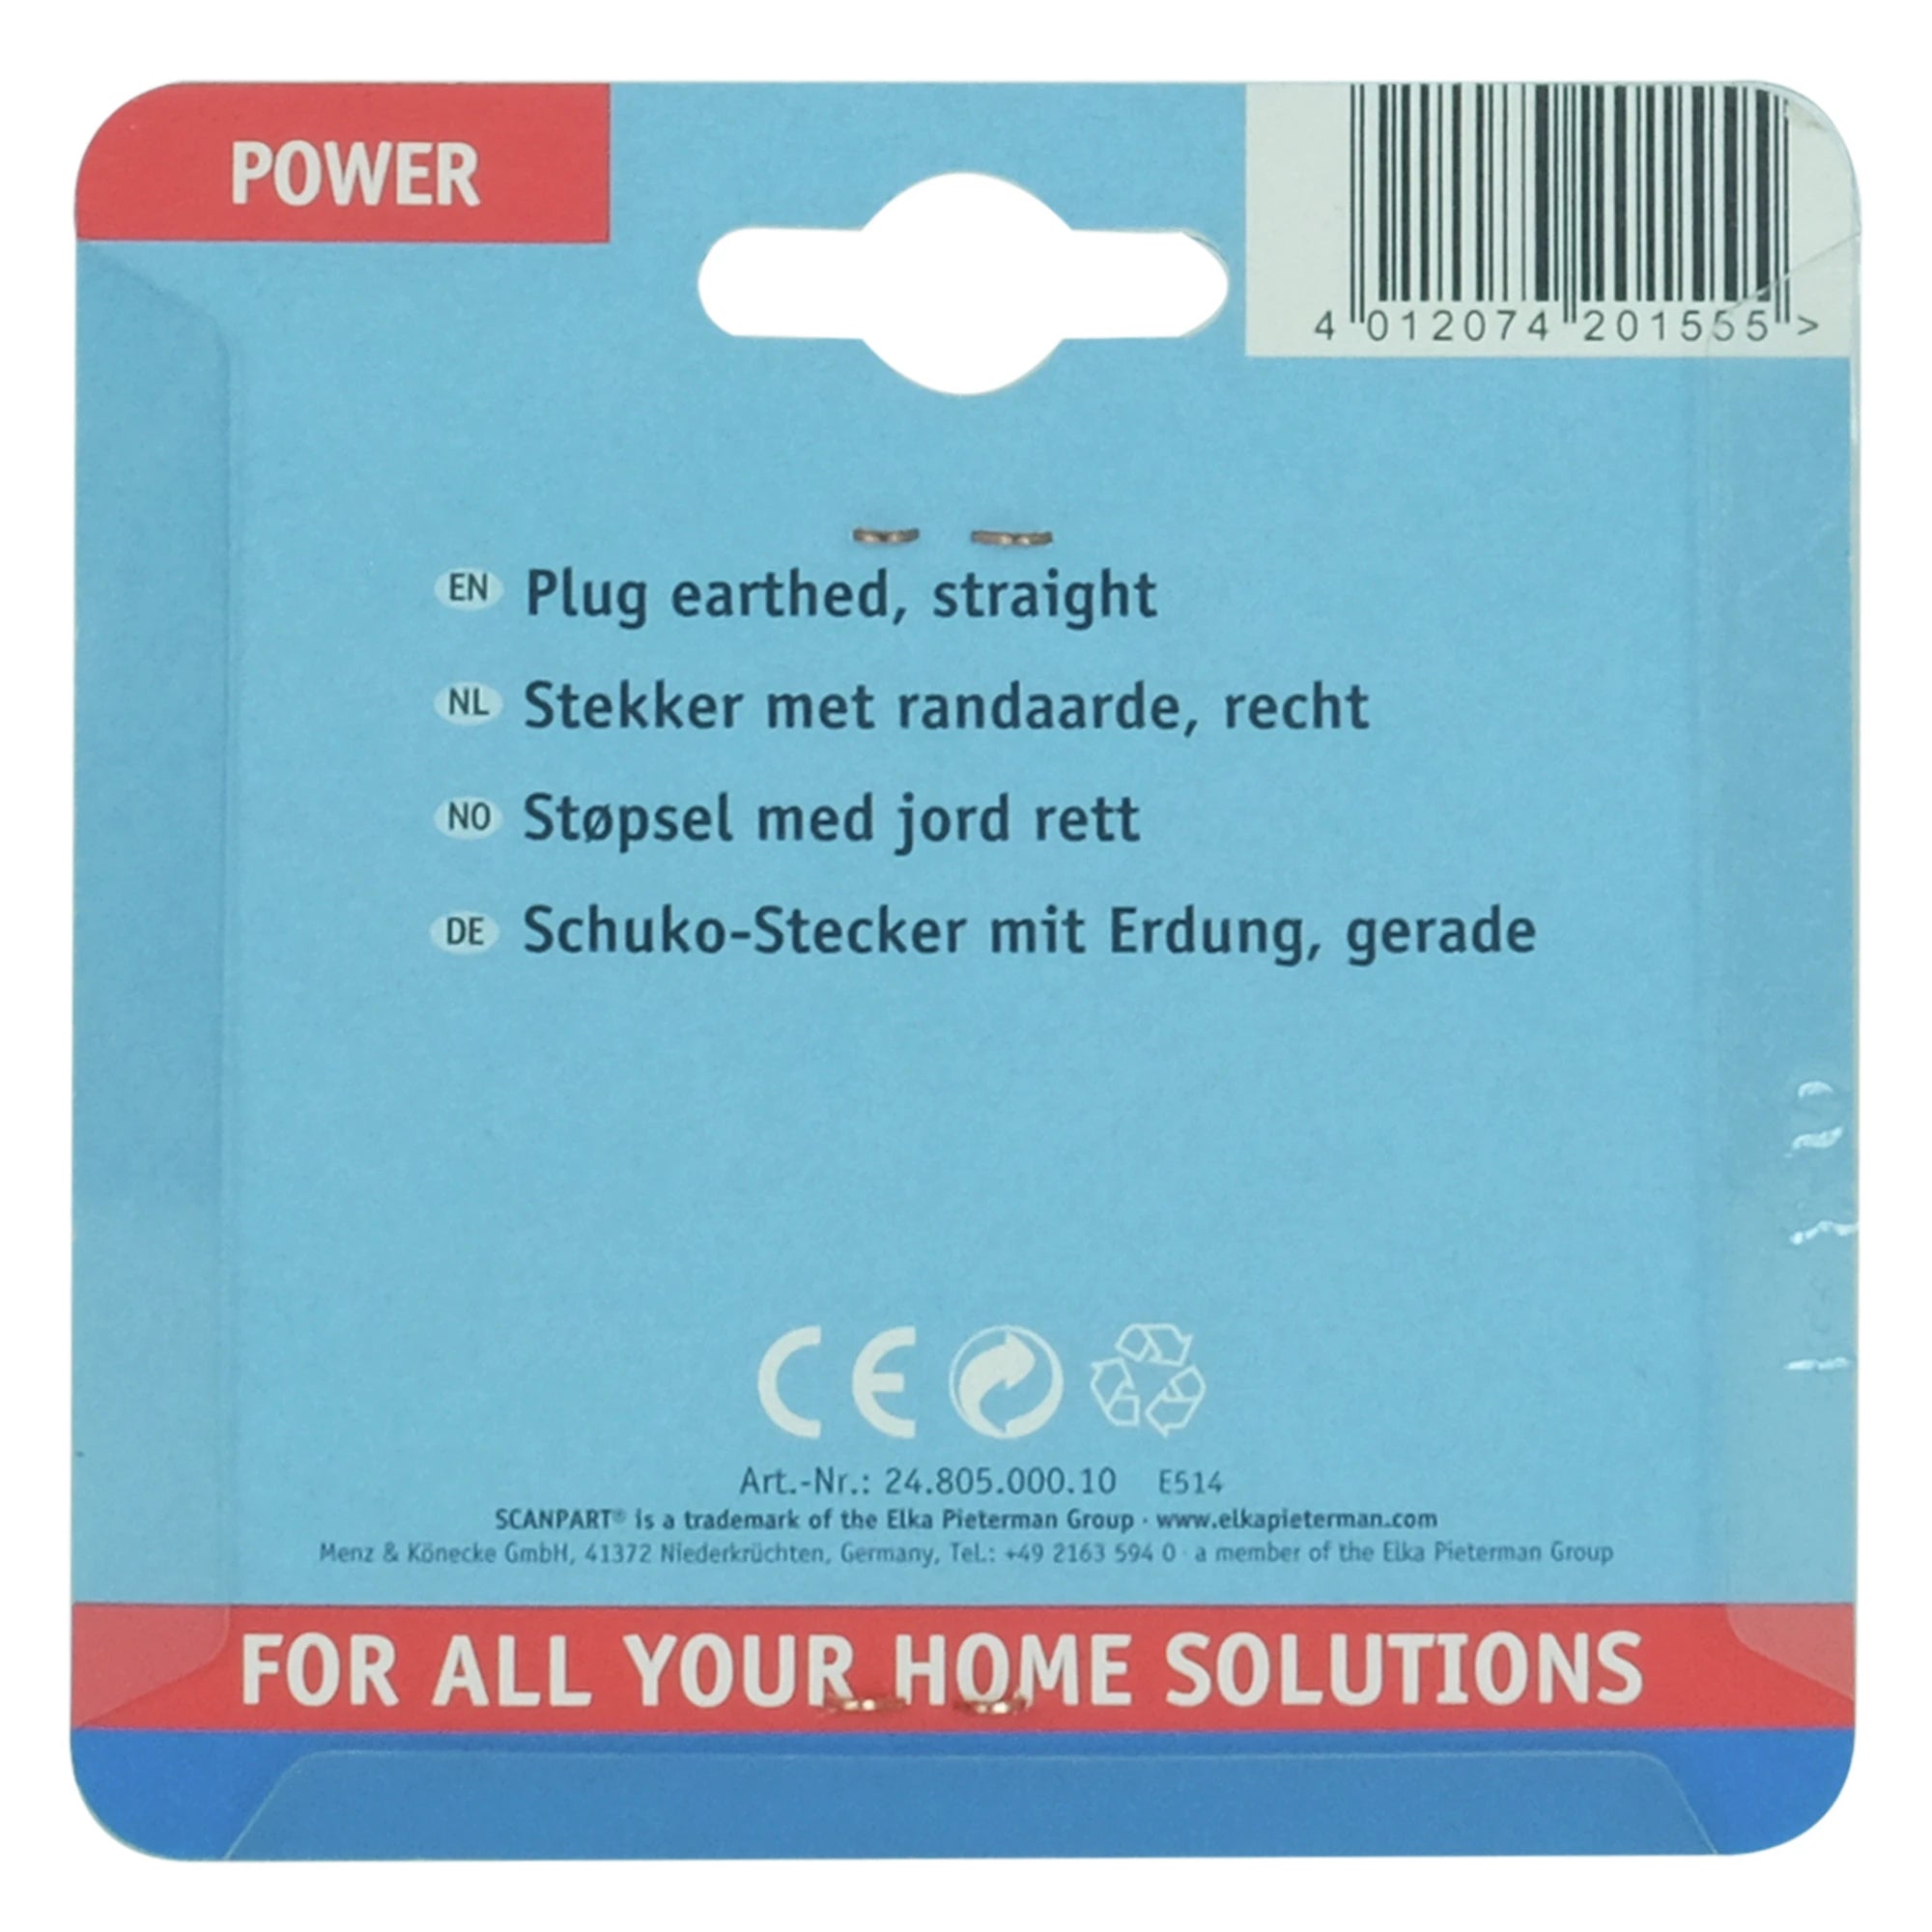 POWER
4 012074 201555 >
EN Plug earthed, straight
NL Stekker met randaarde, recht
NO Støpsel med jord rett
DE Schuko-Stecker mit Erdung, gerade
CE
Art.-Nr.: 24.805.000.10 E514
SCANPART® is a trademark of the Elka Pieterman Group · www.elkapieterman.com
Menz & Könecke GmbH, 41372 Niederkrüchten, Germany, Tel.: +49 2163 594 0 · a member of the Elka Pieterman Group
FOR ALL YOUR HOME SOLUTIONS